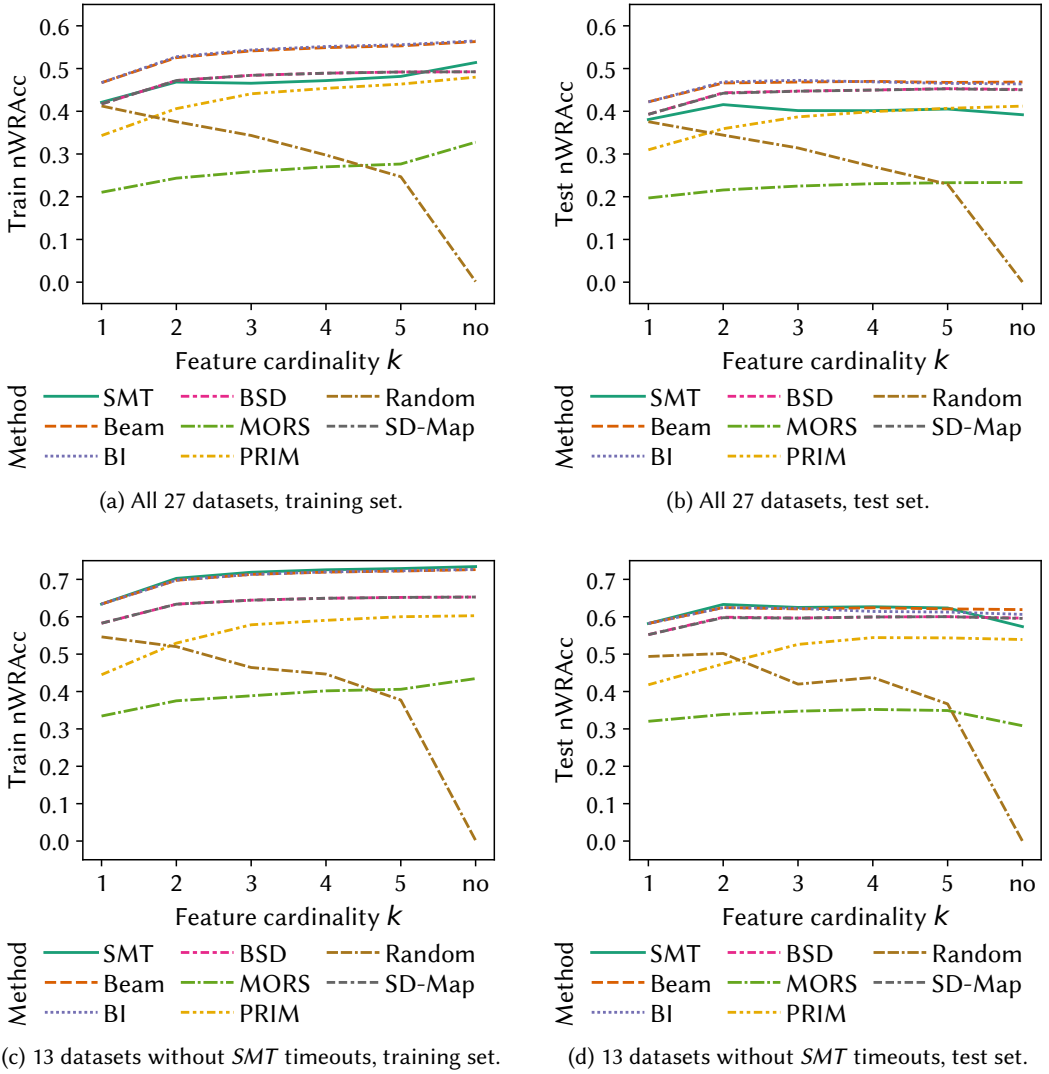 0.6
0.5
0.4
0.3
0.2
0.1
0.0
Train nWRAcc
1 2 3 4 5 no
Feature cardinality k
Method
SMT BSD Random
Beam MORS SD-Map
BI PRIM
(a) All 27 datasets, training set.
0.6
0.5
0.4
0.3
0.2
0.1
0.0
Test nWRAcc
1 2 3 4 5 no
Feature cardinality k
Method
SMT BSD Random
Beam MORS SD-Map
BI PRIM
(b) All 27 datasets, test set.
0.7
0.6
0.5
0.4
0.3
0.2
0.1
0.0
Train nWRAcc
1 2 3 4 5 no
Feature cardinality k
Method
SMT BSD Random
Beam MORS SD-Map
BI PRIM
(c) 13 datasets without SMT timeouts, training set.
0.7
0.6
0.5
0.4
0.3
0.2
0.1
0.0
Test nWRAcc
1 2 3 4 5 no
Feature cardinality k
Method
SMT BSD Random
Beam MORS SD-Map
BI PRIM
(d) 13 datasets without SMT timeouts, test set.